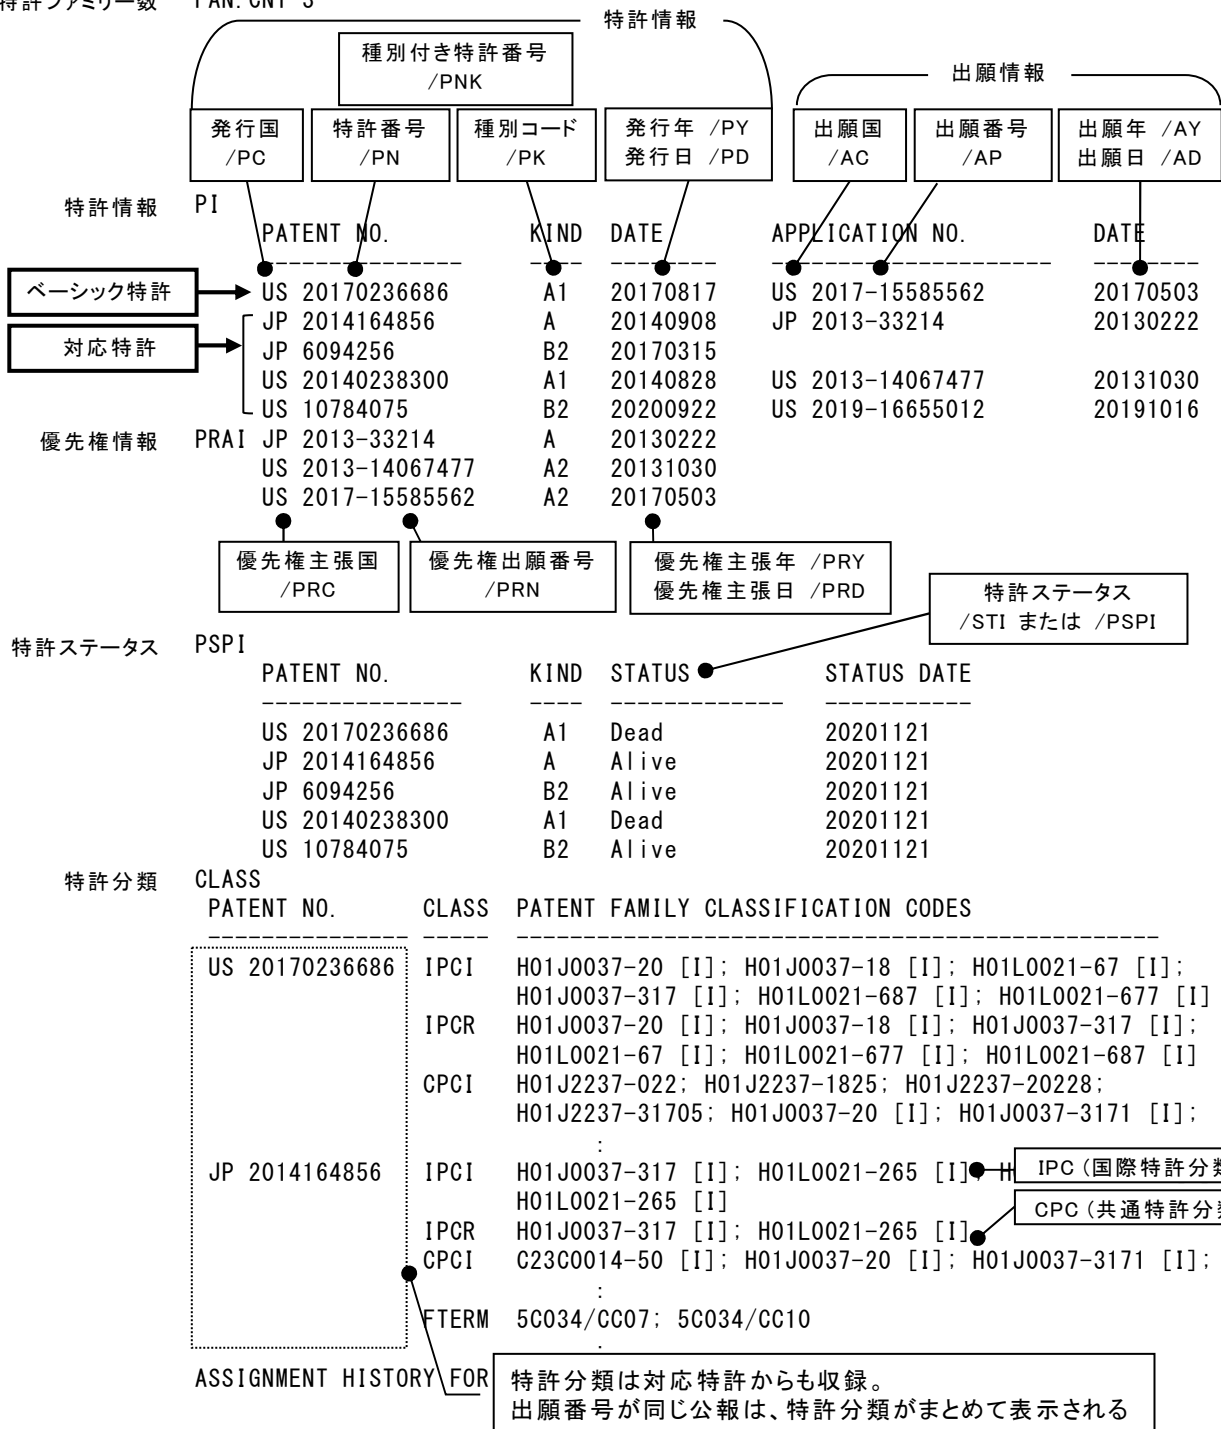 特許ファミリー数 FAN.CNT 3
特許情報
種別付き特許番号
/PNK
出願情報
発行国
/PC
特許番号
/PN
種別コード
/PK
発行年 /PY
発行日 /PD
出願国
/AC
出願番号
/AP
出願年 /AY
出願日 /AD
特許情報 PI
PATENT NO. KIND DATE APPLICATION NO. DATE
--------------- ---- -------- --------------------- --------
ベーシック特許
US 20170236686 A1 20170817 US 2017-15585562 20170503
JP 2014164856 A 20140908 JP 2013-33214 20130222
対応特許
JP 6094256 B2 20170315
US 20140238300 A1 20140828 US 2013-14067477 20131030
US 10784075 B2 20200922 US 2019-16655012 20191016
優先権情報 PRAI JP 2013-33214 A 20130222
US 2013-14067477 A2 20131030
US 2017-15585562 A2 20170503
優先権主張国
/PRC
優先権出願番号
/PRN
優先権主張年 /PRY
優先権主張日 /PRD
特許ステータス
/STI または /PSPI
特許ステータス PSPI
PATENT NO. KIND STATUS STATUS DATE
--------------- ---- ------------- -----------
US 20170236686 A1 Dead 20201121
JP 2014164856 A Alive 20201121
JP 6094256 B2 Alive 20201121
US 20140238300 A1 Dead 20201121
US 10784075 B2 Alive 20201121
特許分類 CLASS
PATENT NO. CLASS PATENT FAMILY CLASSIFICATION CODES
--------------- ----- ------------------------------------------------
US 20170236686 IPCI H01J0037-20 [I]; H01J0037-18 [I]; H01L0021-67 [I];
H01J0037-317 [I]; H01L0021-687 [I]; H01L0021-677 [I]
IPCR H01J0037-20 [I]; H01J0037-18 [I]; H01J0037-317 [I];
H01L0021-67 [I]; H01L0021-677 [I]; H01L0021-687 [I]
CPCI H01J2237-022; H01J2237-1825; H01J2237-20228;
H01J2237-31705; H01J0037-20 [I]; H01J0037-3171 [I];
:
JP 2014164856 IPCI H01J0037-317 [I]; H01L0021-265 [I]; H
IPC(国際特許分類
H01L0021-265 [I]
CPC(共通特許分類
IPCR H01J0037-317 [I]; H01L0021-265 [I]
CPCI C23C0014-50 [I]; H01J0037-20 [I]; H01J0037-3171 [I];
:
FTERM 5C034/CC07; 5C034/CC10
:
ASSIGNMENT HISTORY FOR
特許分類は対応特許からも収録。
出願番号が同じ公報は、特許分類がまとめて表示される